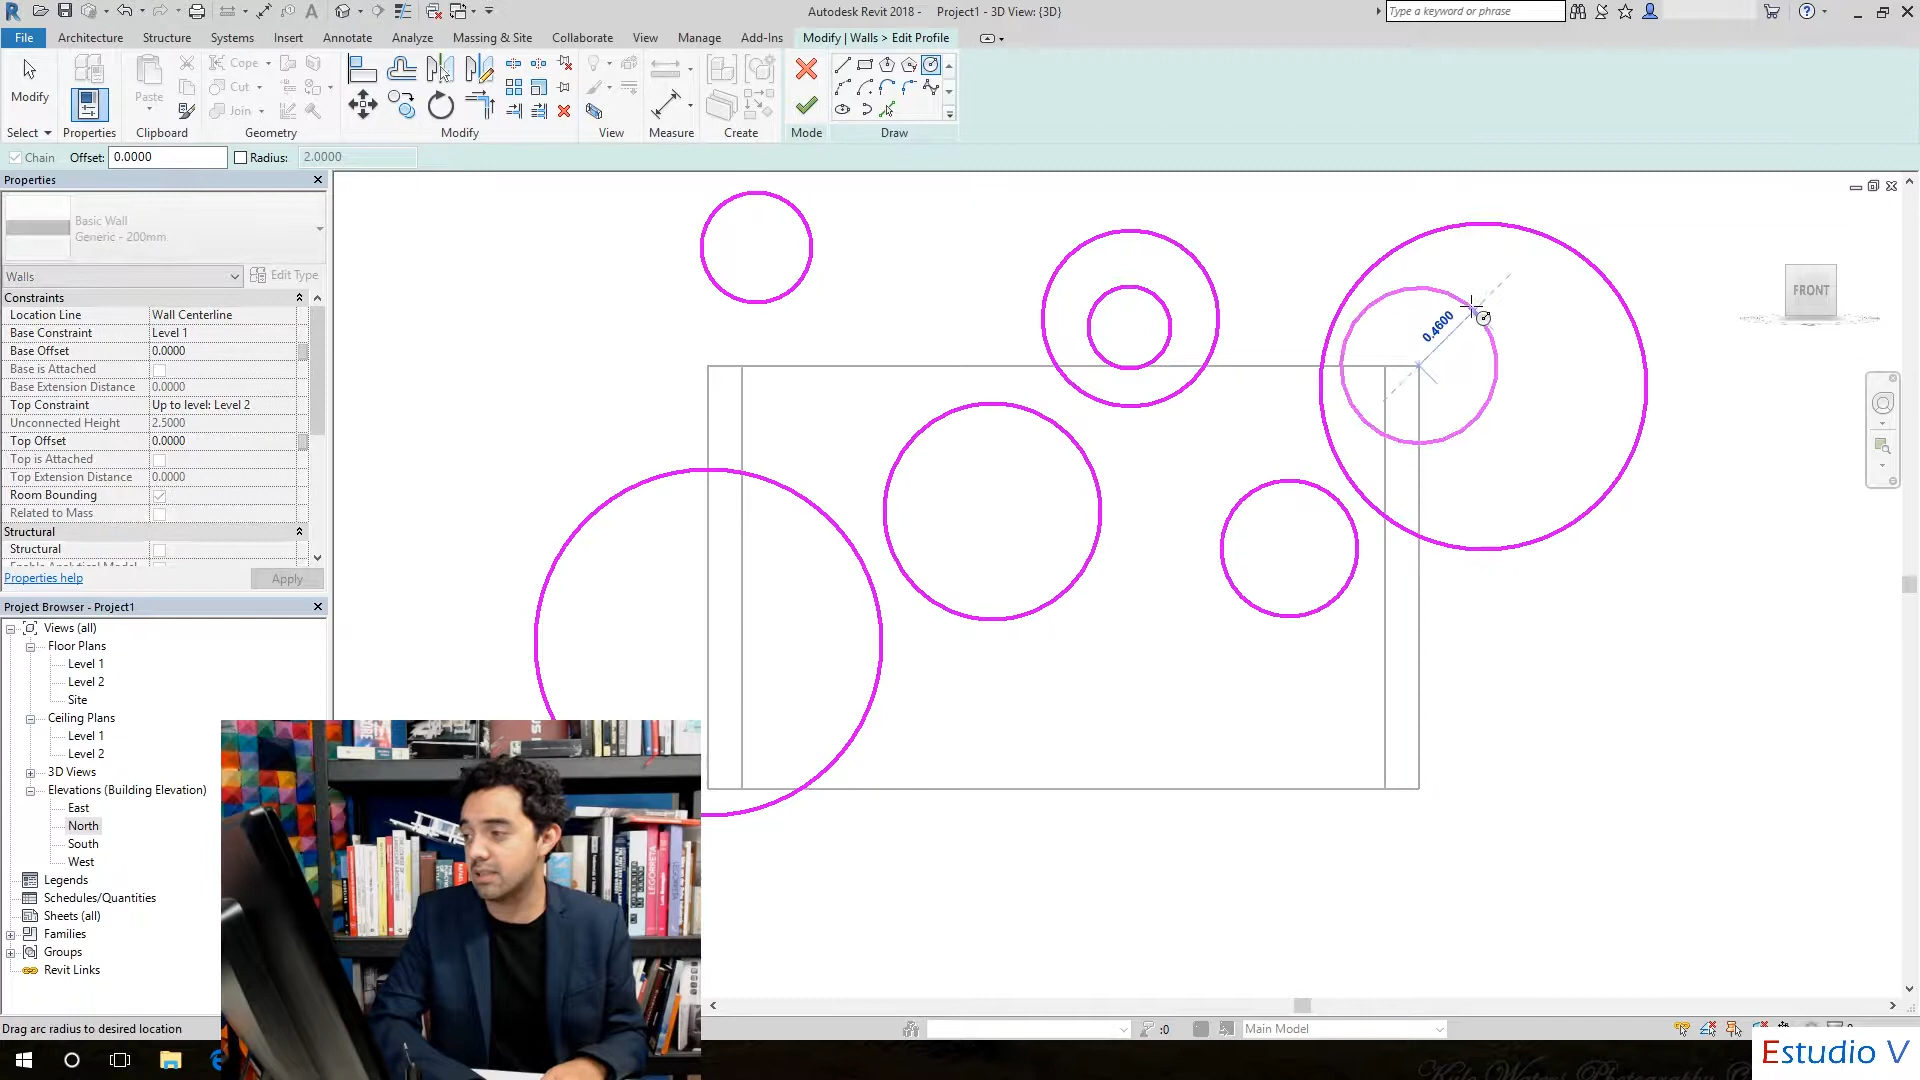 Autodesk Revit 2018 -    Project1 - 3D View: {3D}
Type a keyword or phrase
File Architecture Structure Systems Insert Annotate Analyze Massing & Site Collaborate View Manage Add-Ins Modify | Walls > Edit Profile
Modify
Paste
Cope
Cut
Join
Select Properties Clipboard Geometry Modify View Measure Create Mode Draw
Chain Offset: 0.0000 Radius: 2.0000
Properties
Basic Wall
Generic - 200mm
Walls Edit Type
Constraints
Location Line Wall Centerline
Base Constraint Level 1
Base Offset 0.0000
Base is Attached
Base Extension Distance 0.0000
Top Constraint Up to level: Level 2
Unconnected Height 2.5000
Top Offset 0.0000
Top is Attached
Top Extension Distance 0.0000
Room Bounding
Related to Mass
Structural
Structural
Properties help Apply
Project Browser - Project1
Views (all)
Floor Plans
Level 1
Level 2
Site
Ceiling Plans
Level 1
Level 2
3D Views
Elevations (Building Elevation)
East
North
South
West
Legends
Schedules/Quantities
Sheets (all)
Families
Groups
Revit Links
Drag arc radius to desired location
0.4600
FRONT
LEGORRETA
:0
Main Model
Estudio V